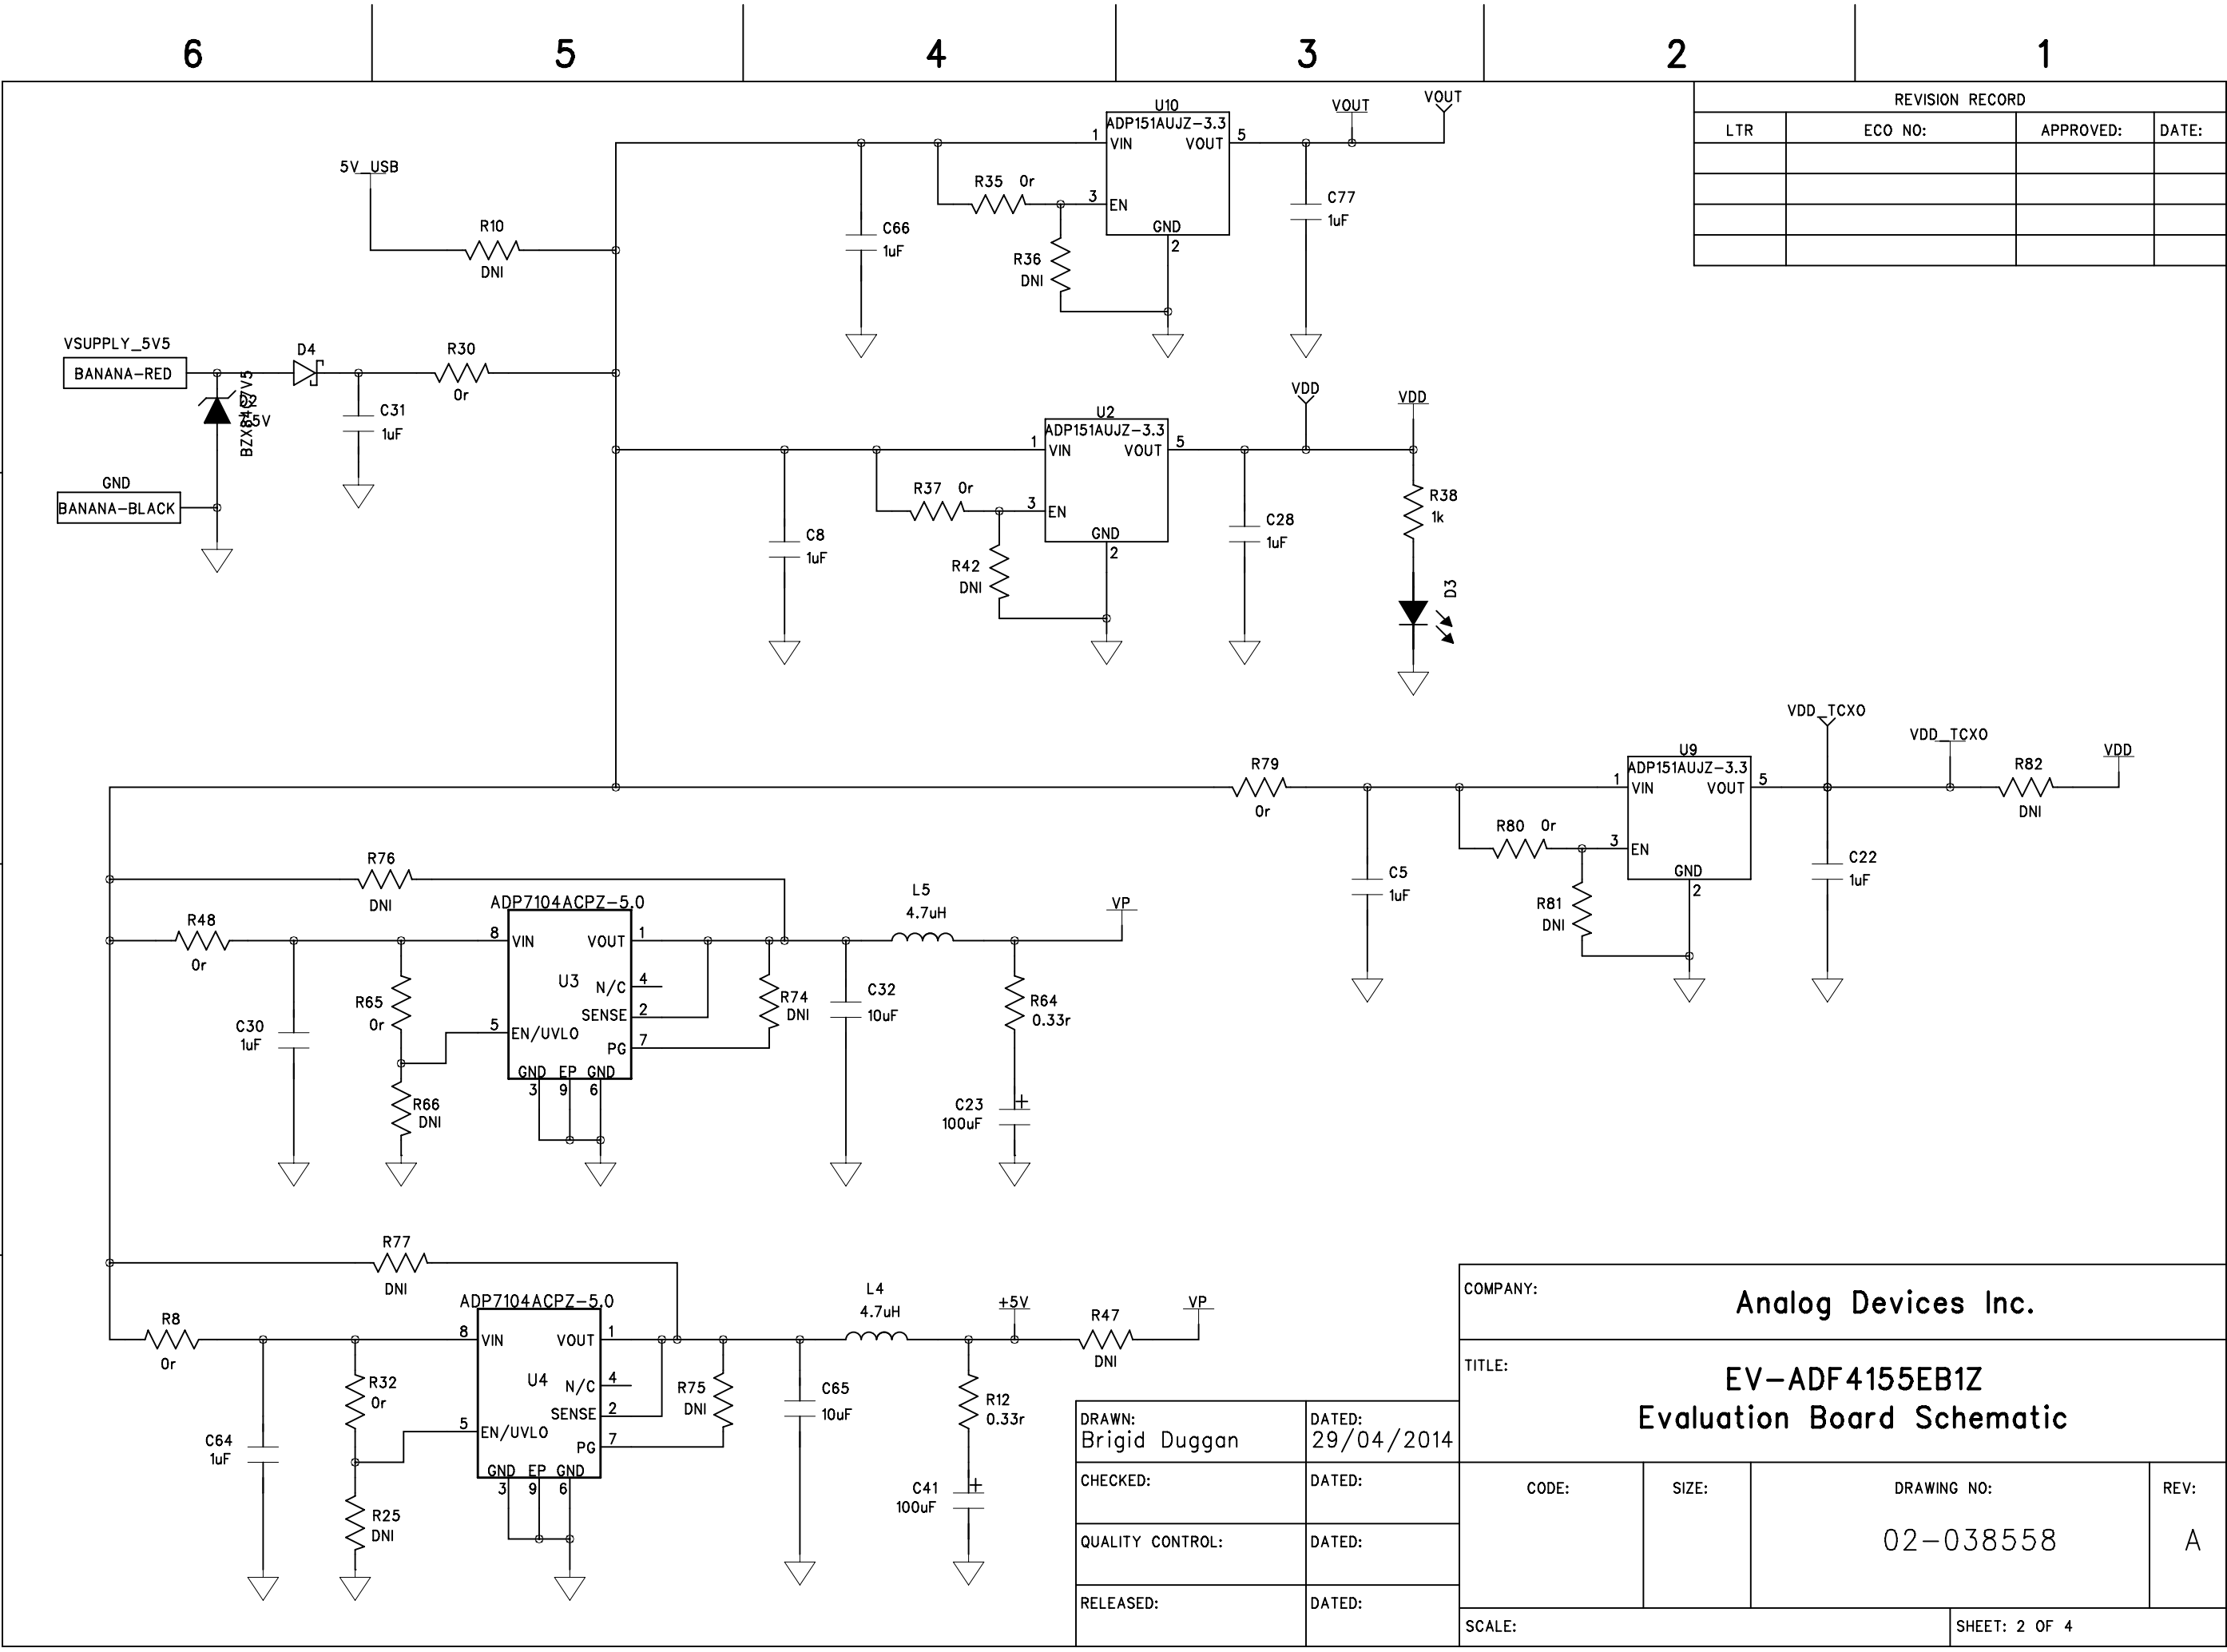 6 5 4 3 2 1
REVISION RECORD
LTR ECO NO: APPROVED: DATE:
5V_USB
R10
DNI
VSUPPLY_5V5
BANANA-RED
D4
R30
0r
C31
1uF
GND
BANANA-BLACK
U10
ADP151AUJZ-3.3
1 VIN VOUT 5
3 EN
GND
2
VOUT
VOUT
R35 0r
R36
DNI
C66
1uF
C77
1uF
U2
ADP151AUJZ-3.3
1 VIN VOUT 5
3 EN
GND
2
VDD
VDD
R37 0r
R42
DNI
C8
1uF
C28
1uF
R38
1k
D3
R79
0r
U9
ADP151AUJZ-3.3
1 VIN VOUT 5
3 EN
GND
2
VDD_TCXO
VDD_TCXO
R82
DNI
VDD
R80 0r
R81
DNI
C5
1uF
C22
1uF
R76
DNI
R48
0r
ADP7104ACPZ-5.0
8 VIN VOUT 1
U3
N/C 4
SENSE 2
5 EN/UVLO
PG 7
GND EP GND
3 9 6
R65
0r
R66
DNI
C30
1uF
R74
DNI
C32
10uF
L5
4.7uH
VP
R64
0.33r
C23
100uF
+
R77
DNI
R8
0r
ADP7104ACPZ-5.0
8 VIN VOUT 1
U4
N/C 4
SENSE 2
5 EN/UVLO
PG 7
GND EP GND
3 9 6
R32
0r
R25
DNI
C64
1uF
R75
DNI
C65
10uF
L4
4.7uH
+5V
R47
DNI
VP
R12
0.33r
C41
100uF
+
COMPANY:
Analog Devices Inc.
TITLE:
EV-ADF4155EB1Z
Evaluation Board Schematic
DRAWN:
Brigid Duggan
DATED:
29/04/2014
CHECKED: DATED:
QUALITY CONTROL: DATED:
RELEASED: DATED:
CODE: SIZE: DRAWING NO: REV:
02-038558 A
SCALE: SHEET: 2 OF 4